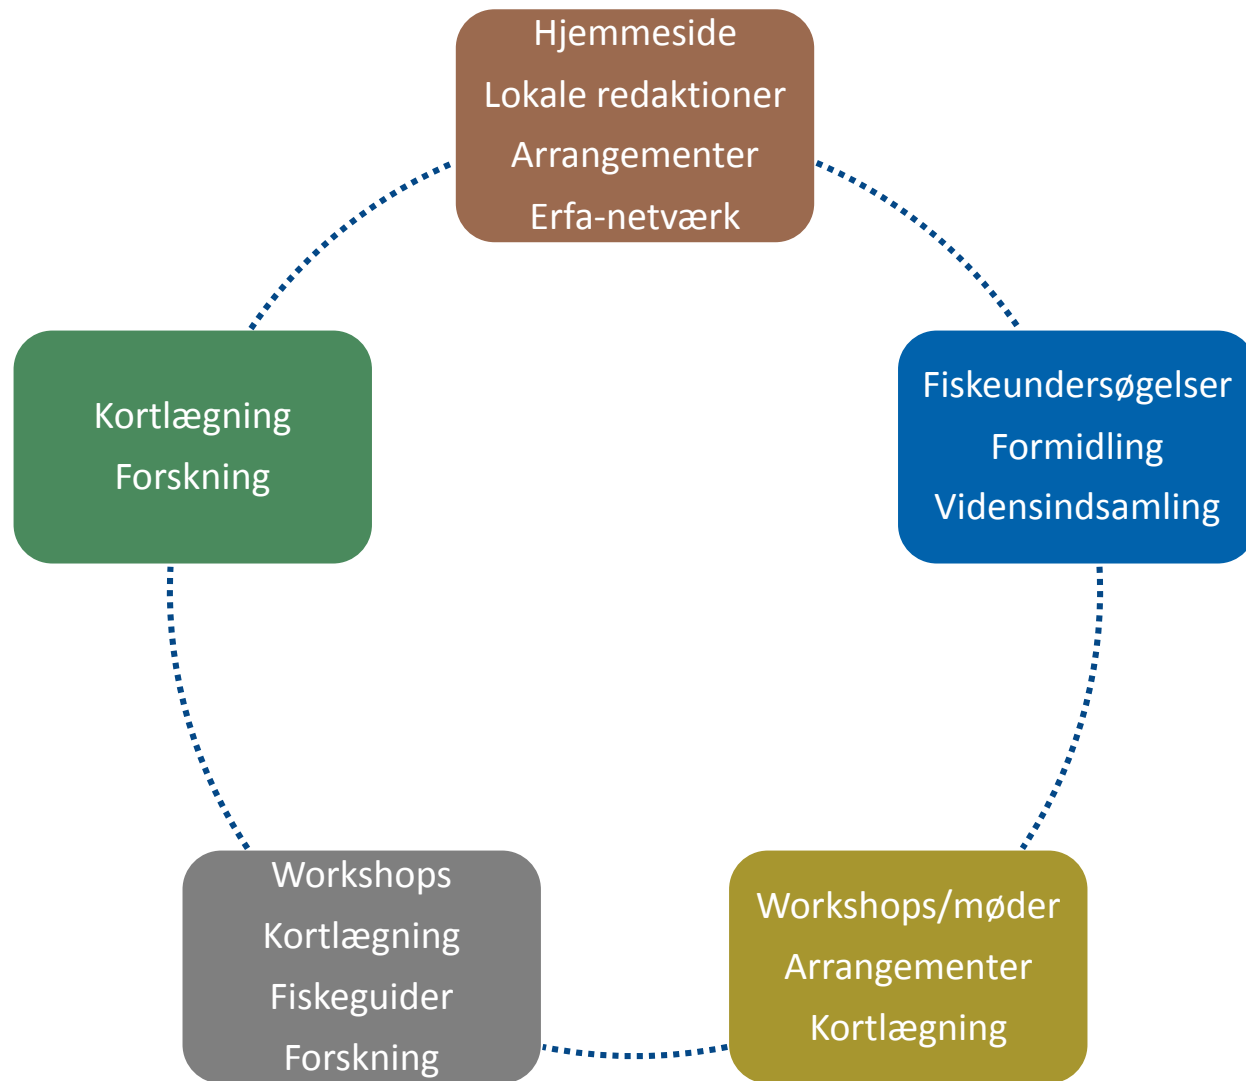 Hjemmeside
Lokale redaktioner
Arrangementer
Erfa-netværk
Fiskeundersøgelser
Formidling
Vidensindsamling
Workshops/møder
Arrangementer
Kortlægning
Workshops
Kortlægning
Fiskeguider
Forskning
Kortlægning
Forskning